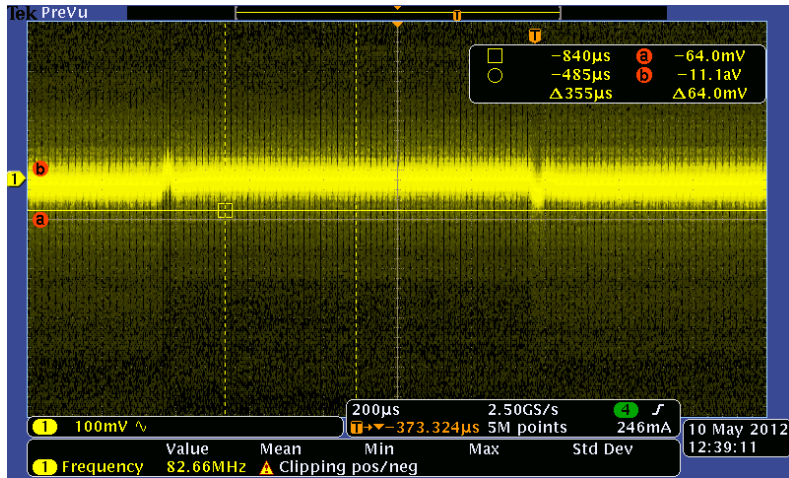 Tek PreVu
T
T
-840µs a -64.0mV
-485µs b -11.1aV
Δ355µs Δ64.0mV
b
1
a
1 100mV ∿
200µs 2.50GS/s 4 ʃ
T→▼-373.324µs 5M points 246mA
10 May 2012
12:39:11
Value Mean Min Max Std Dev
1 Frequency 82.66MHz Clipping pos/neg